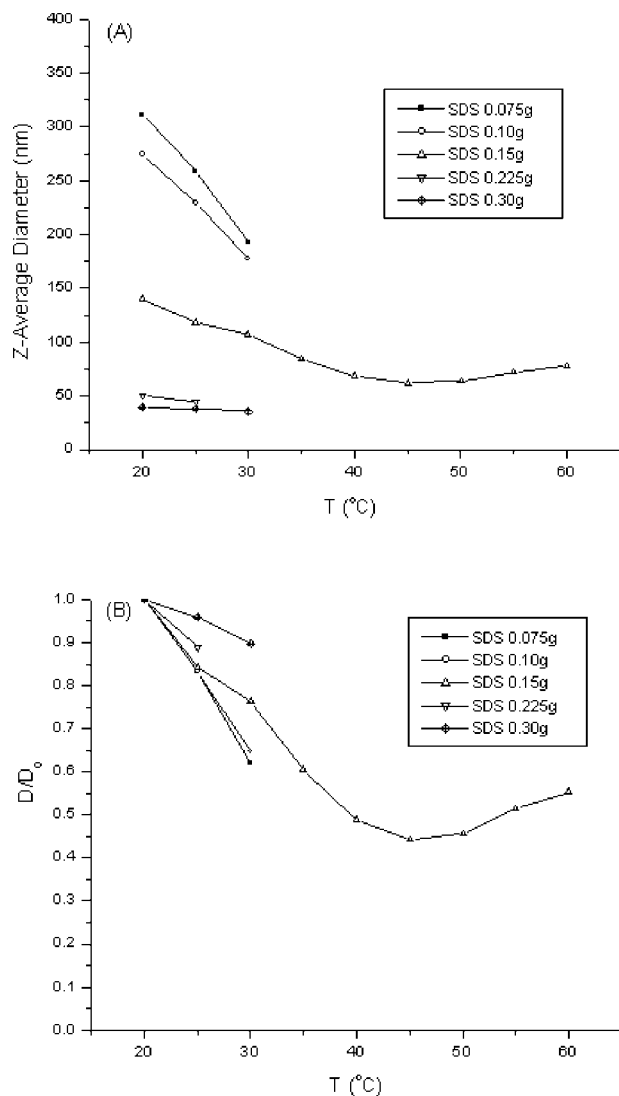 (A)
400
350
300
250
200
150
100
50
0
Z-Average Diameter (nm)
SDS 0.075g
SDS 0.10g
SDS 0.15g
SDS 0.225g
SDS 0.30g
20 30 40 50 60
T (°C)
(B)
1.0
0.9
0.8
0.7
0.6
0.5
0.4
0.3
0.2
0.1
0.0
D/D₀
SDS 0.075g
SDS 0.10g
SDS 0.15g
SDS 0.225g
SDS 0.30g
20 30 40 50 60
T (°C)